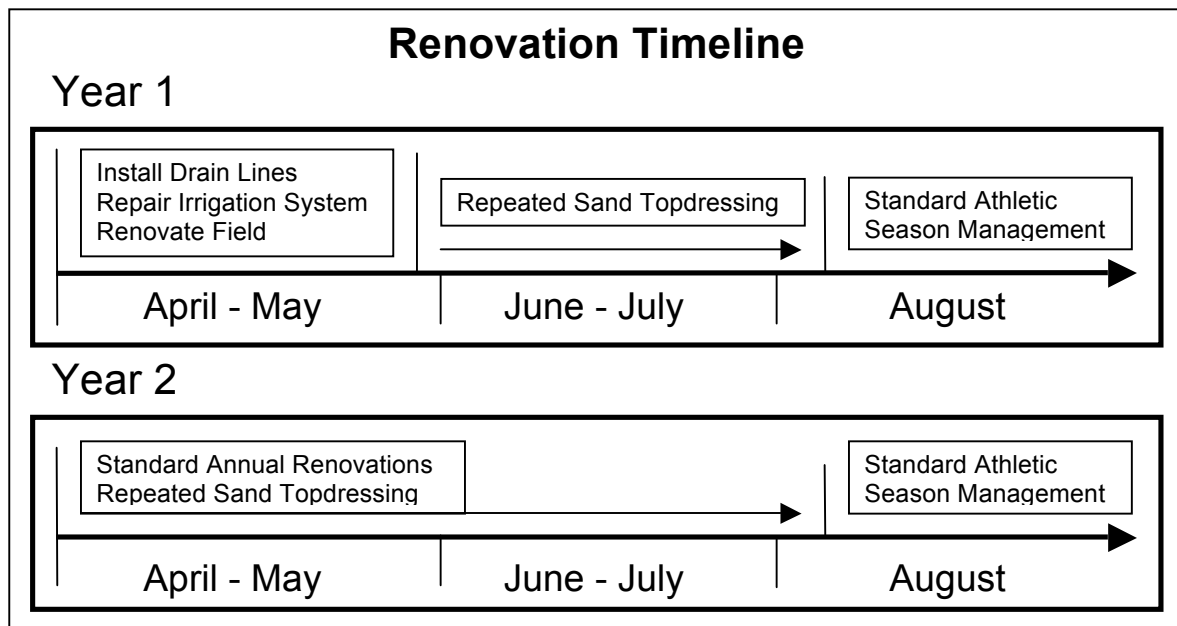 Renovation Timeline
Year 1
Install Drain Lines
Repair Irrigation System
Renovate Field
Repeated Sand Topdressing
Standard Athletic
Season Management
April - May
June - July
August
Year 2
Standard Annual Renovations
Repeated Sand Topdressing
Standard Athletic
Season Management
April - May
June - July
August